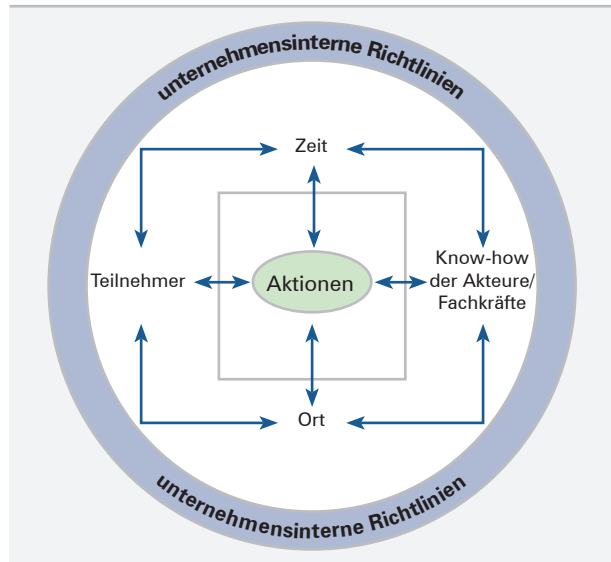 unternehmensinterne Richtlinien
Zeit
Teilnehmer
Aktionen
Know-how
der Akteure/
Fachkräfte
Ort
unternehmensinterne Richtlinien